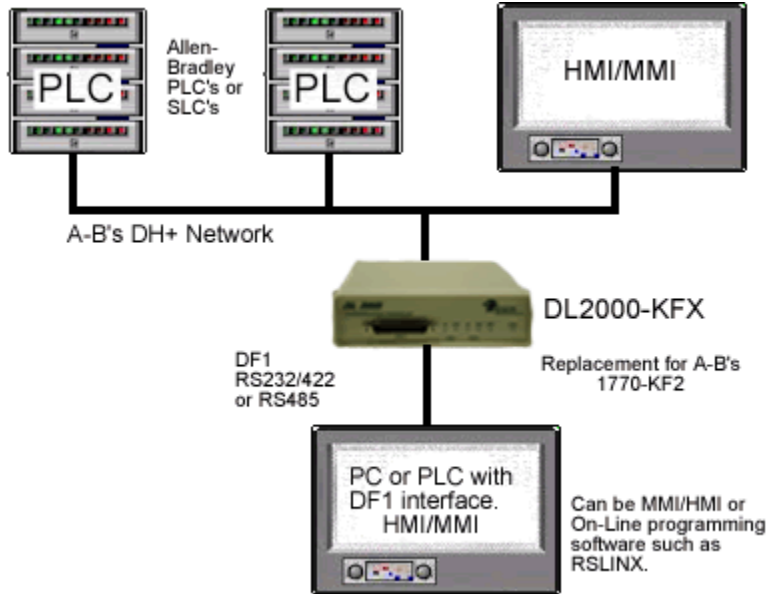 PLC
Allen-
Bradley
PLC's or
SLC's
PLC
HMI/MMI
A-B's DH+ Network
DL2000-KFX
DF1
RS232/422
or RS485
Replacement for A-B's
1770-KF2
PC or PLC with
DF1 interface.
HMI/MMI
Can be MMI/HMI or
On-Line programming
software such as
RSLINX.